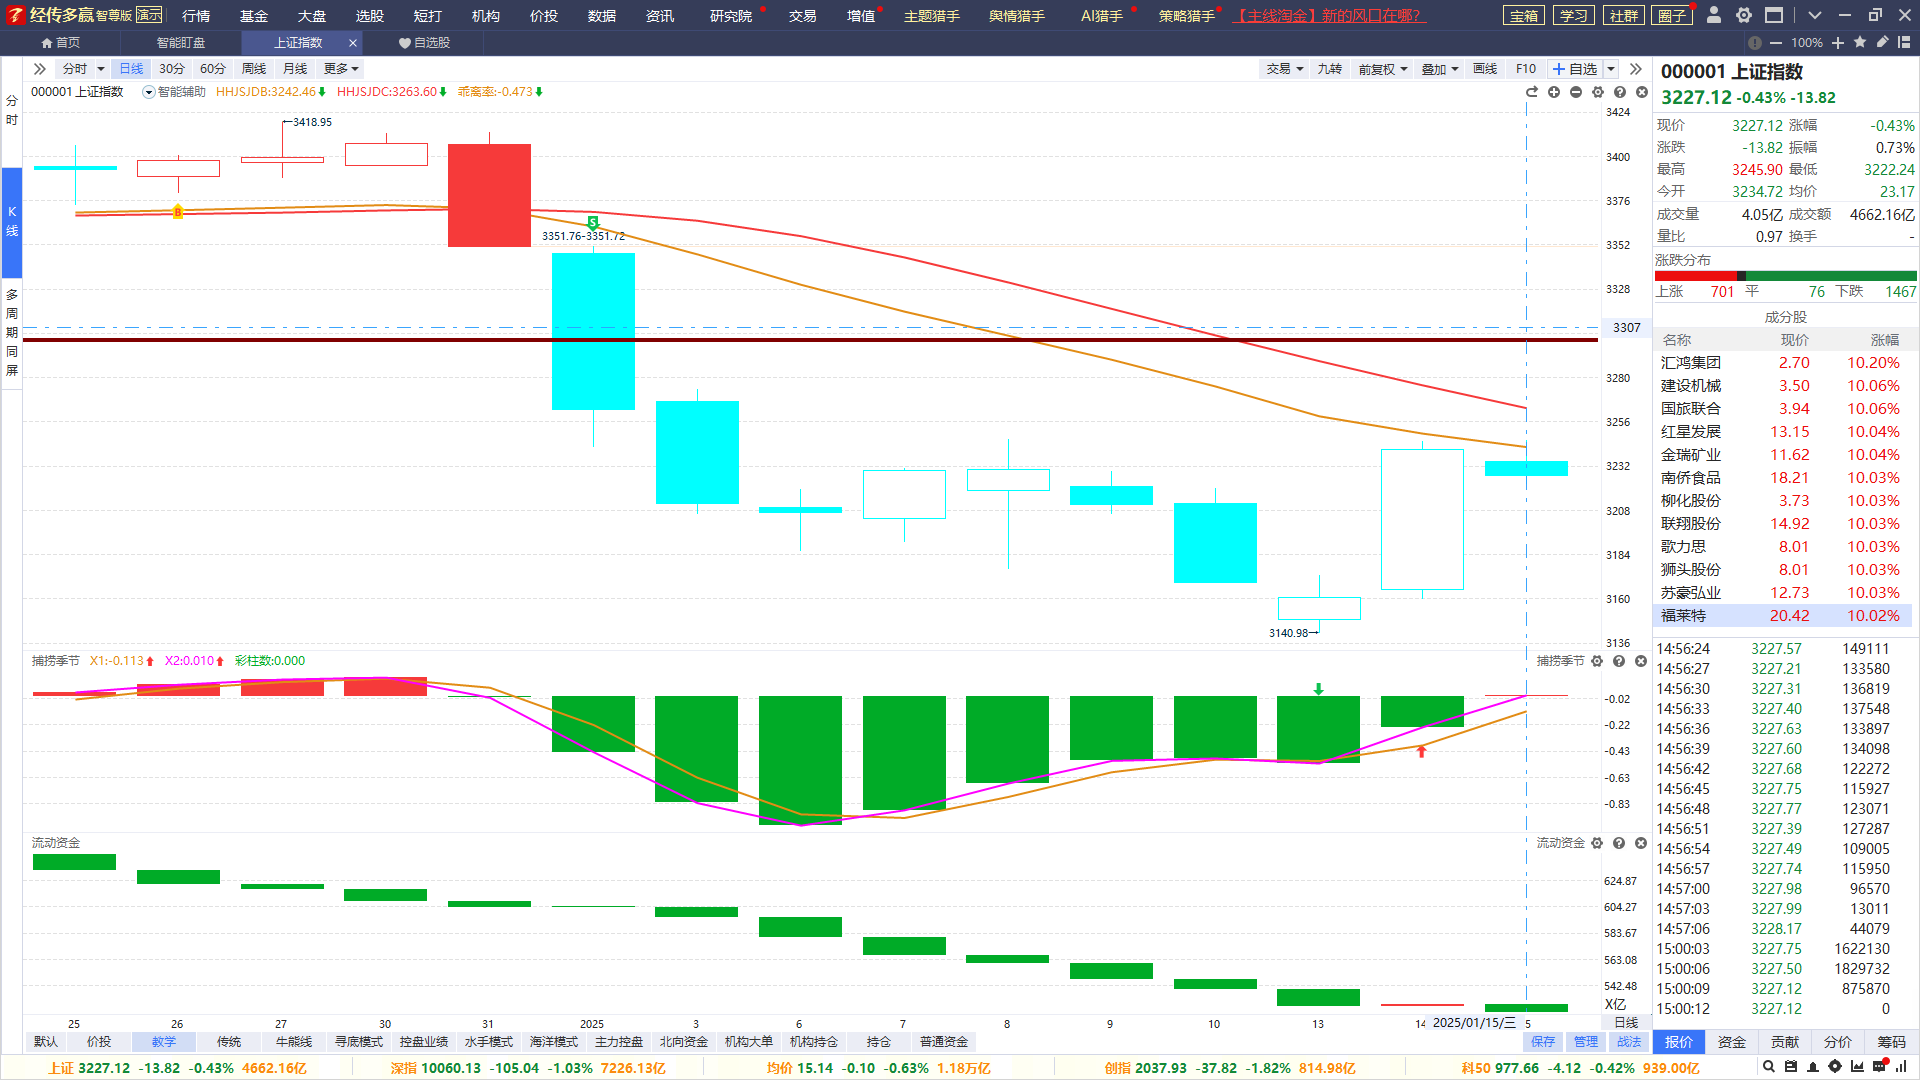 经传多赢 智尊版 演示 行情 基金 大盘 选股 短打 机构 价投 数据 资讯 研究院 交易 增值 主题猎手 舆情猎手 AI猎手 策略猎手 【主线淘金】新的风口在哪? 宝箱 学习 社群 圈子
首页 智能盯盘 上证指数 自选股 100%
分时 日线 30分 60分 周线 月线 更多 交易 九转 前复权 叠加 画线 F10 自选
000001 上证指数 智能辅助 HHJSJDB:3242.46 HHJSJDC:3263.60 乖离率:-0.473
分时
K线
多周期同屏
3418.95
B
S
3351.76-3351.72
3140.98
3424
3400
3376
3352
3328
3307
3280
3256
3232
3208
3184
3160
3136
捕捞季节 X1:-0.113 X2:0.010 彩柱数:0.000 捕捞季节
-0.02
-0.22
-0.43
-0.63
-0.83
流动资金 流动资金
624.87
604.27
583.67
563.08
542.48
X亿
25 26 27 30 31 2025 3 6 7 8 9 10 13 14 2025/01/15/三 5 日线
默认 价投 教学 传统 牛能线 寻底模式 控盘业绩 水手模式 海洋模式 主力控盘 北向资金 机构大单 机构持仓 持仓 普通资金 保存 管理 战法
000001 上证指数
3227.12 -0.43% -13.82
现价 3227.12 涨幅 -0.43%
涨跌 -13.82 振幅 0.73%
最高 3245.90 最低 3222.24
今开 3234.72 均价 23.17
成交量 4.05亿 成交额 4662.16亿
量比 0.97 换手 -
涨跌分布
上涨 701 平 76 下跌 1467
成分股
名称 现价 涨幅
汇鸿集团 2.70 10.20%
建设机械 3.50 10.06%
国旅联合 3.94 10.06%
红星发展 13.15 10.04%
金瑞矿业 11.62 10.04%
南侨食品 18.21 10.03%
柳化股份 3.73 10.03%
联翔股份 14.92 10.03%
歌力思 8.01 10.03%
狮头股份 8.01 10.03%
苏豪弘业 12.73 10.03%
福莱特 20.42 10.02%
14:56:24 3227.57 149111
14:56:27 3227.21 133580
14:56:30 3227.31 136819
14:56:33 3227.40 137548
14:56:36 3227.63 133897
14:56:39 3227.60 134098
14:56:42 3227.68 122272
14:56:45 3227.75 115927
14:56:48 3227.77 123071
14:56:51 3227.39 127287
14:56:54 3227.49 109005
14:56:57 3227.74 115950
14:57:00 3227.98 96570
14:57:03 3227.99 13011
14:57:06 3228.17 44079
15:00:03 3227.75 1622130
15:00:06 3227.50 1829732
15:00:09 3227.12 875870
15:00:12 3227.12 0
报价 资金 贡献 分价 筹码
上证 3227.12 -13.82 -0.43% 4662.16亿 深指 10060.13 -105.04 -1.03% 7226.13亿 均价 15.14 -0.10 -0.63% 1.18万亿 创指 2037.93 -37.82 -1.82% 814.98亿 科50 977.66 -4.12 -0.42% 939.00亿